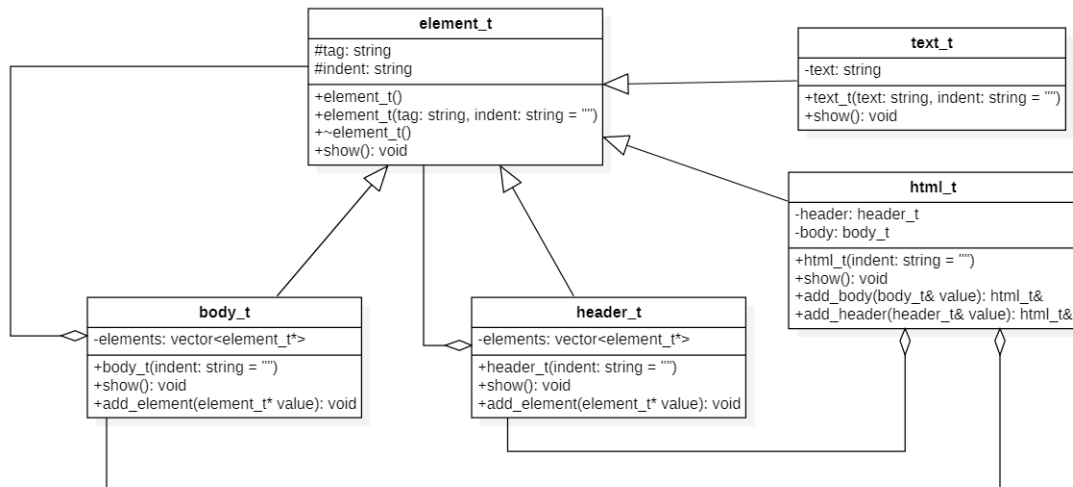 element_t
#tag: string
#indent: string
+element_t()
+element_t(tag: string, indent: string = "")
+~element_t()
+show(): void
text_t
-text: string
+text_t(text: string, indent: string = "")
+show(): void
html_t
-header: header_t
-body: body_t
+html_t(indent: string = "")
+show(): void
+add_body(body_t& value): html_t&
+add_header(header_t& value): html_t&
body_t
-elements: vector<element_t*>
+body_t(indent: string = "")
+show(): void
+add_element(element_t* value): void
header_t
-elements: vector<element_t*>
+header_t(indent: string = "")
+show(): void
+add_element(element_t* value): void